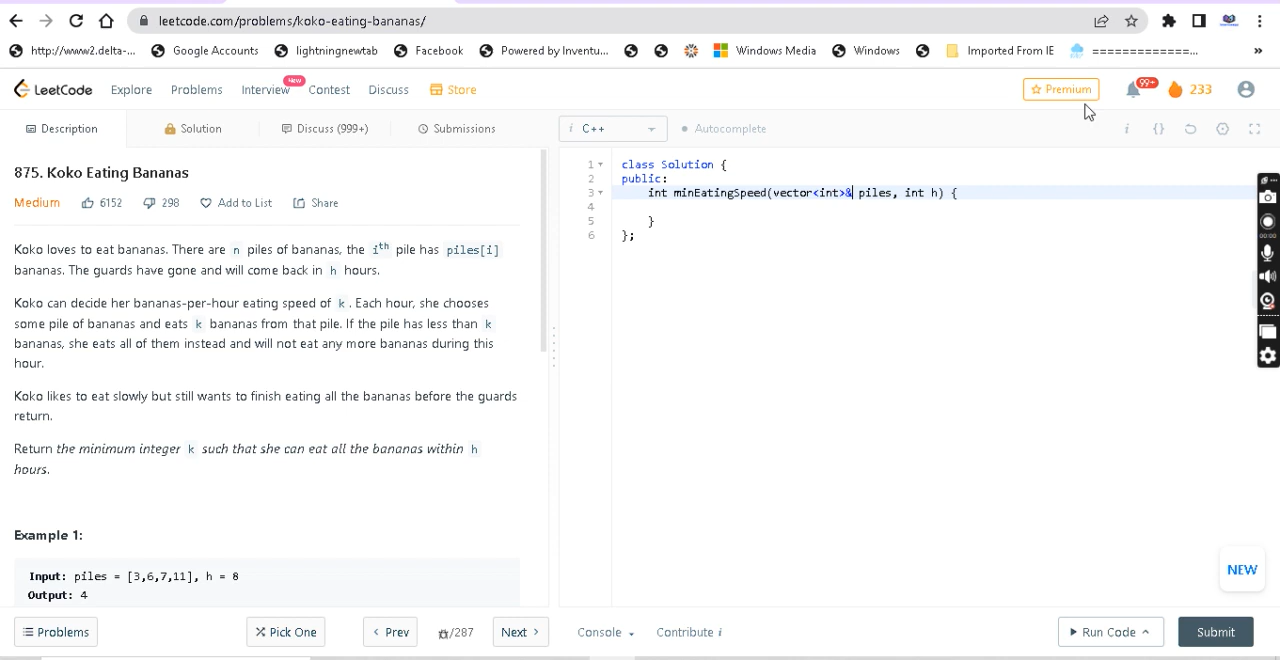 leetcode.com/problems/koko-eating-bananas/
http://www2.delta-... Google Accounts lightningnewtab Facebook Powered by Inventu... Windows Media Windows Imported From IE =============... »
LeetCode Explore Problems Interview New Contest Discuss Store Premium 99+ 233
Description Solution Discuss (999+) Submissions i C++ Autocomplete i {}
875. Koko Eating Bananas
Medium 6152 298 Add to List Share
Koko loves to eat bananas. There are n piles of bananas, the ith pile has piles[i]
bananas. The guards have gone and will come back in h hours.
Koko can decide her bananas-per-hour eating speed of k. Each hour, she chooses
some pile of bananas and eats k bananas from that pile. If the pile has less than k
bananas, she eats all of them instead and will not eat any more bananas during this
hour.
Koko likes to eat slowly but still wants to finish eating all the bananas before the guards
return.
Return the minimum integer k such that she can eat all the bananas within h
hours.
Example 1:
Input: piles = [3,6,7,11], h = 8
Output: 4
1 class Solution {
2 public:
3 int minEatingSpeed(vector<int>& piles, int h) {
4
5 }
6 };
00:00
NEW
Problems Pick One < Prev /287 Next > Console Contribute i Run Code Submit